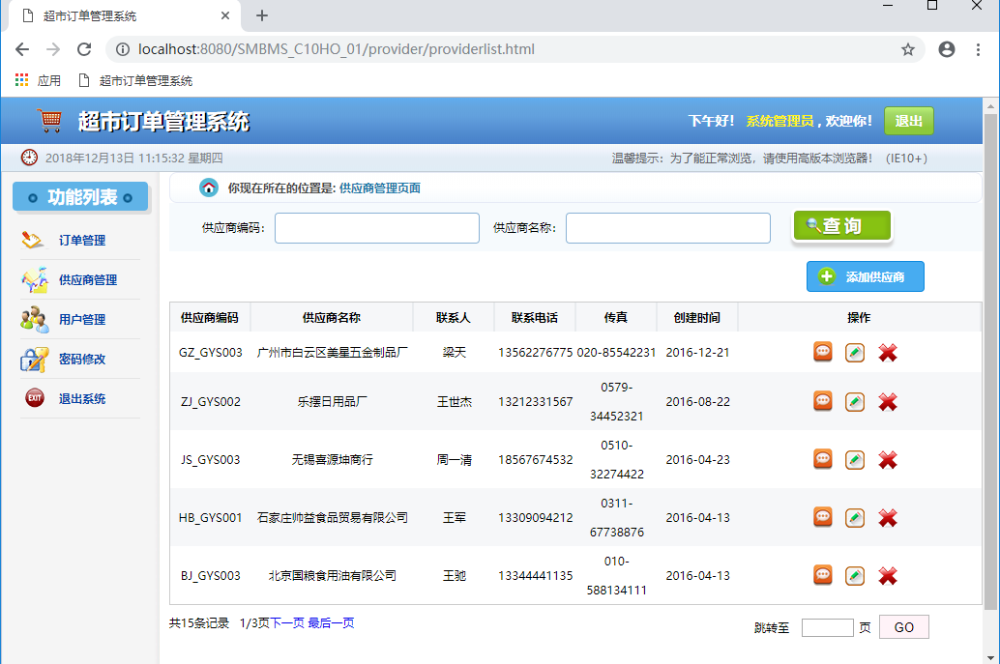 超市订单管理系统
localhost:8080/SMBMS_C10HO_01/provider/providerlist.html
应用 超市订单管理系统
超市订单管理系统 下午好! 系统管理员 , 欢迎你! 退出
2018年12月13日 11:15:32 星期四 温馨提示: 为了能正常浏览, 请使用高版本浏览器! (IE10+)
功能列表
订单管理
供应商管理
用户管理
密码修改
EXIT 退出系统
你现在所在的位置是: 供应商管理页面
供应商编码: 供应商名称: 查 询
添加供应商
供应商编码 供应商名称 联系人 联系电话 传真 创建时间 操作
GZ_GYS003 广州市白云区美星五金制品厂 梁天 13562276775 020-85542231 2016-12-21
ZJ_GYS002 乐摆日用品厂 王世杰 13212331567 0579-34452321 2016-08-22
JS_GYS003 无锡喜源坤商行 周一清 18567674532 0510-32274422 2016-04-23
HB_GYS001 石家庄帅益食品贸易有限公司 王军 13309094212 0311-67738876 2016-04-13
BJ_GYS003 北京国粮食用油有限公司 王驰 13344441135 010-588134111 2016-04-13
共15条记录 1/3页 下一页 最后一页 跳转至 页 GO